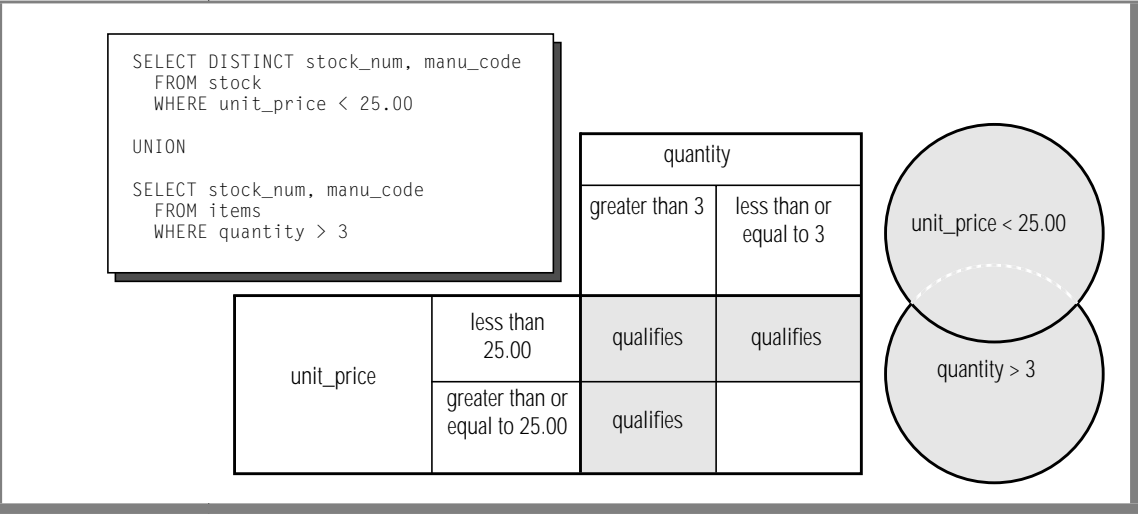 SELECT DISTINCT stock_num, manu_code
FROM stock
WHERE unit_price < 25.00
UNION
SELECT stock_num, manu_code
FROM items
WHERE quantity > 3
quantity
greater than 3
less than or
equal to 3
unit_price
less than
25.00
qualifies
qualifies
greater than or
equal to 25.00
qualifies
unit_price < 25.00
quantity > 3